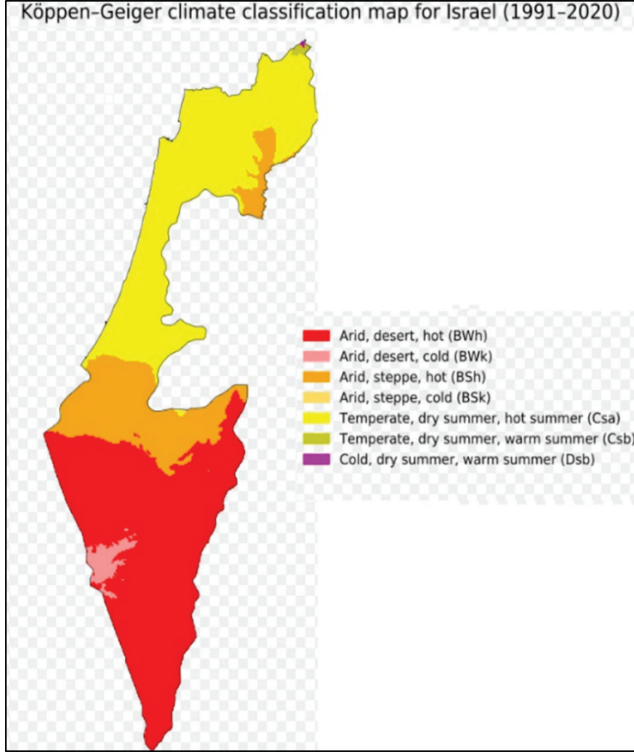 Köppen–Geiger climate classification map for Israel (1991–2020)
Arid, desert, hot (BWh)
Arid, desert, cold (BWk)
Arid, steppe, hot (BSh)
Arid, steppe, cold (BSk)
Temperate, dry summer, hot summer (Csa)
Temperate, dry summer, warm summer (Csb)
Cold, dry summer, warm summer (Dsb)